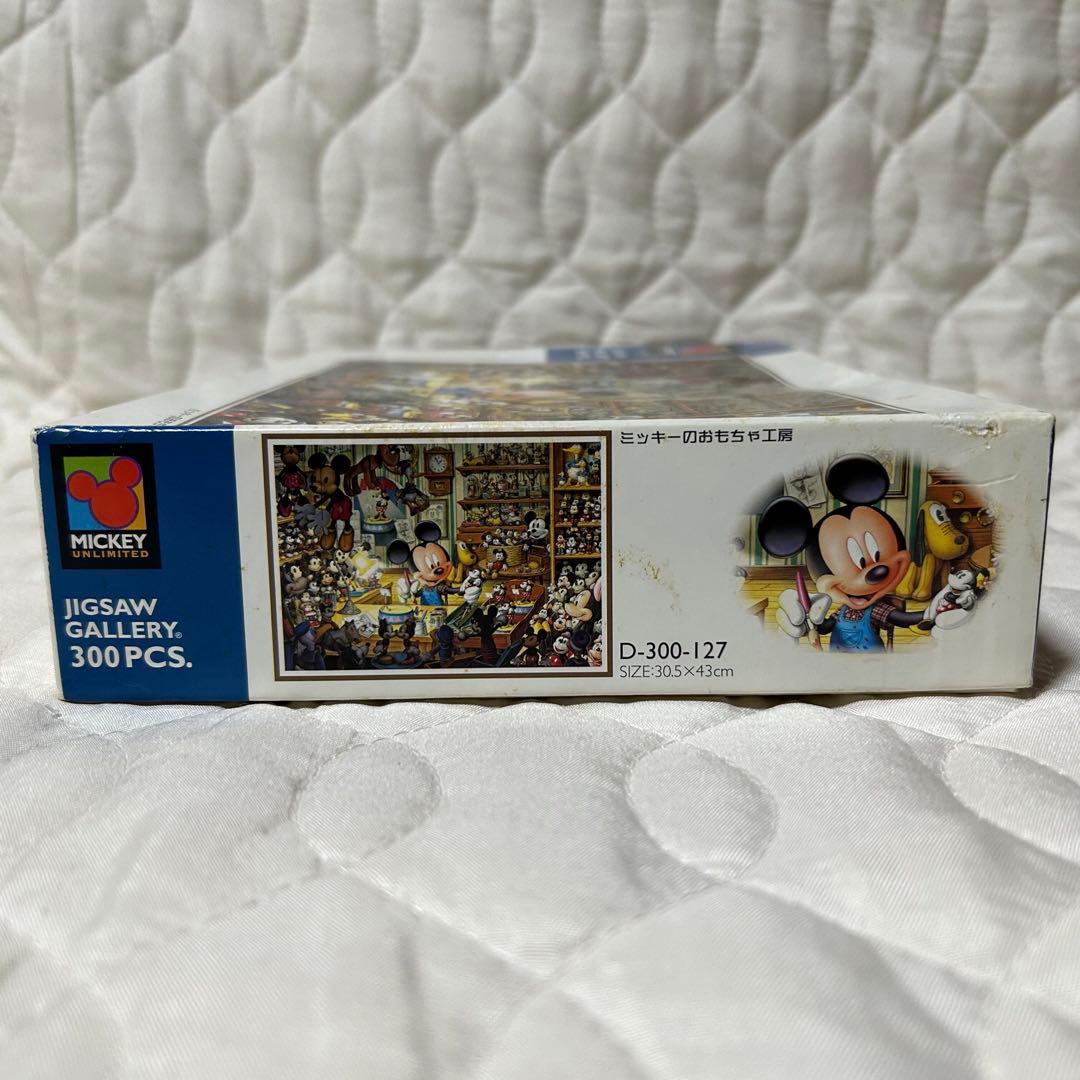 MICKEY
UNLIMITED
JIGSAW
GALLERY®
300 PCS.
ミッキーのおもちゃ工房
D-300-127
SIZE:30.5×43cm